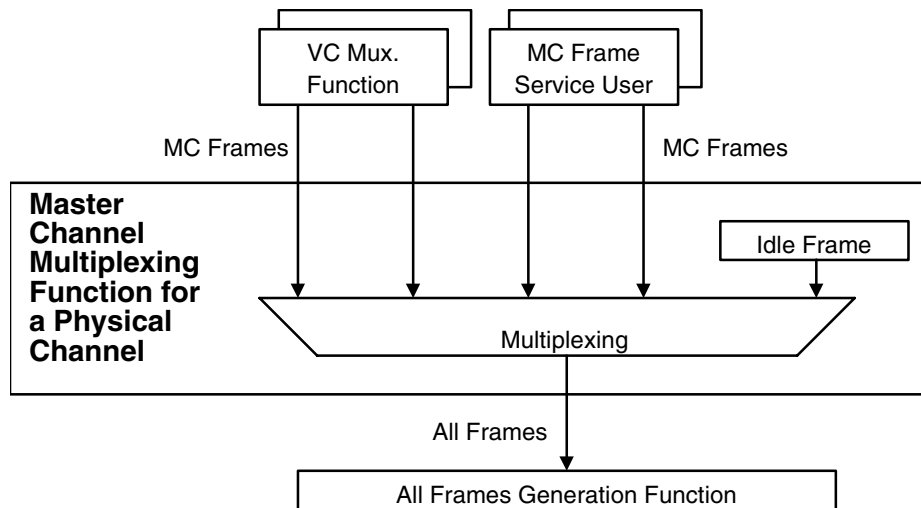 VC Mux.
Function
MC Frame
Service User
MC Frames
MC Frames
Master
Channel
Multiplexing
Function for
a Physical
Channel
Idle Frame
Multiplexing
All Frames
All Frames Generation Function